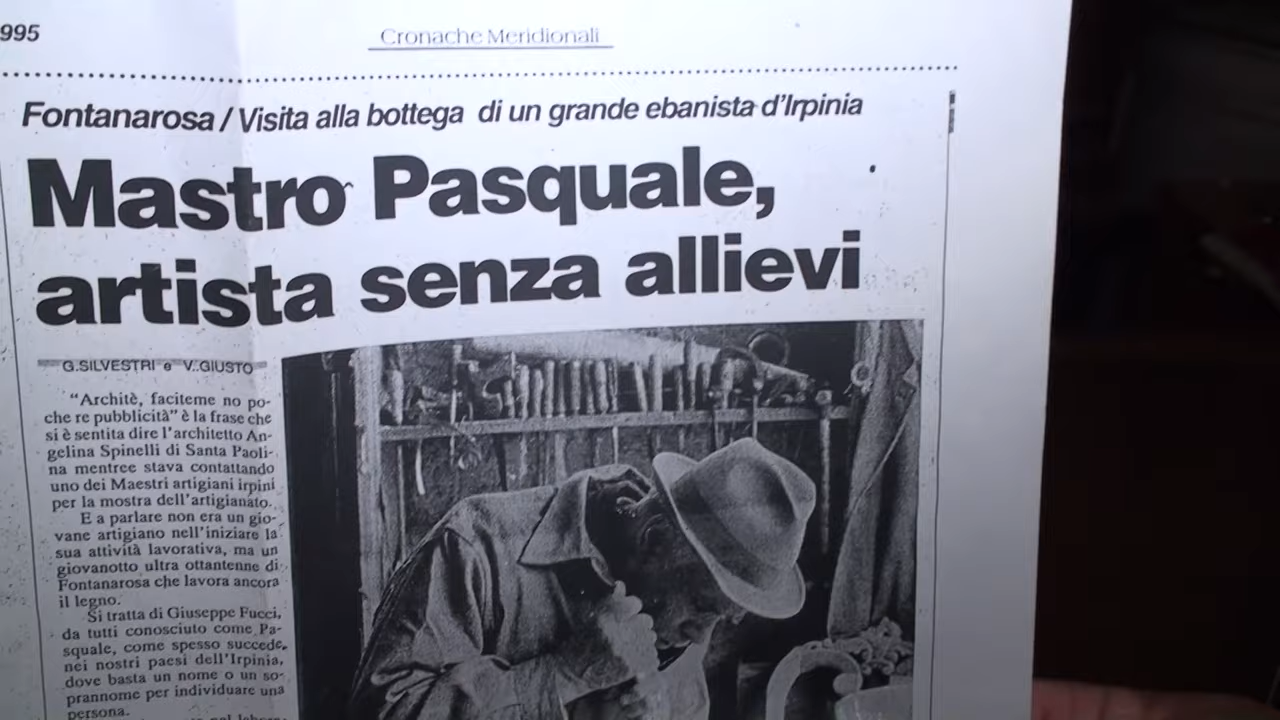 995
Cronache Meridionali
Fontanarosa / Visita alla bottega di un grande ebanista d'Irpinia
Mastro Pasquale,
artista senza allievi
G.SILVESTRI e V.GIUSTO
"Architè, faciteme no po-
che re pubblicità" è la frase che
si è sentita dire l'architetto An-
gelina Spinelli di Santa Paoli-
na mentree stava contattando
uno dei Maestri artigiani irpini
per la mostra dell'artigianato.
E a parlare non era un gio-
vane artigiano nell'iniziare la
sua attività lavorativa, ma un
giovanotto ultra ottantenne di
Fontanarosa che lavora ancora
il legno.
Si tratta di Giuseppe Fucci,
da tutti conosciuto come Pa-
squale, come spesso succede,
nei nostri paesi dell'Irpinia,
dove basta un nome o un so-
prannome per individuare una
persona.